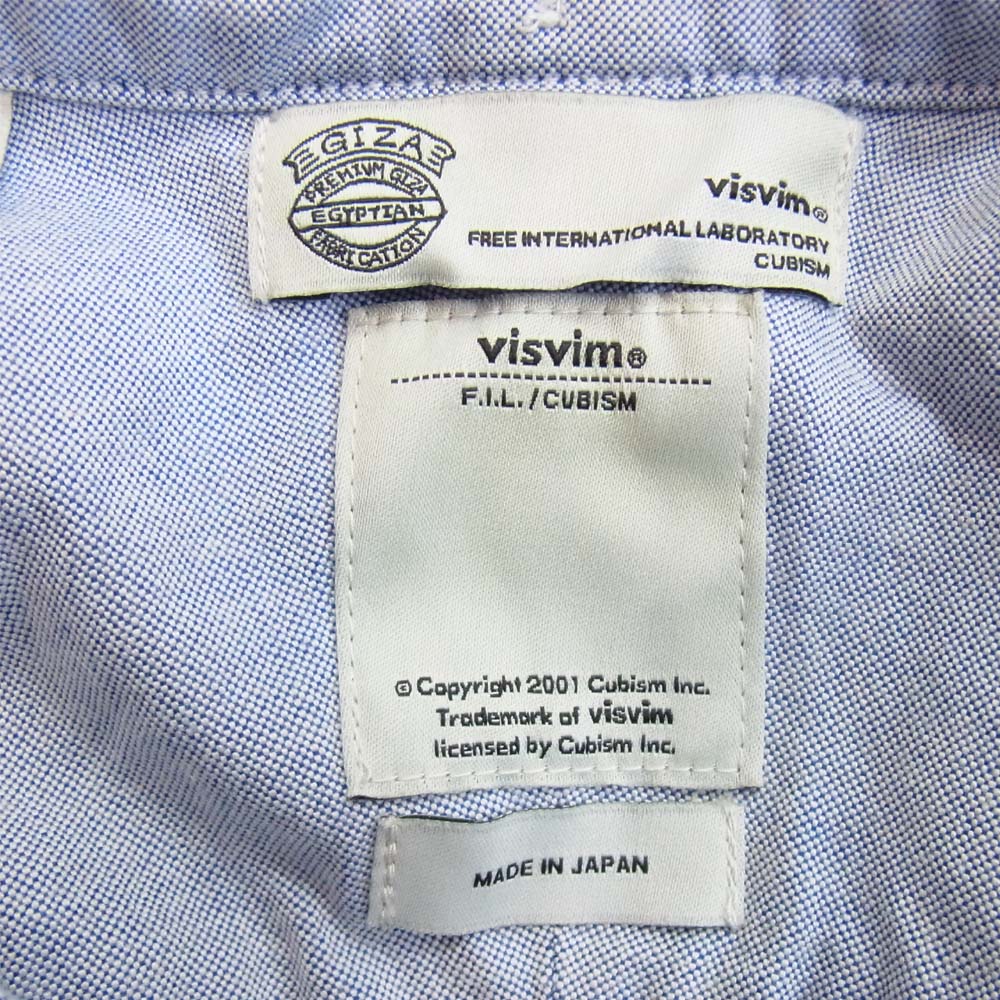 GIZA
PREMIUM GIZA
EGYPTIAN
FABRICATION
visvim®
FREE INTERNATIONAL LABORATORY
CUBISM
visvim®
F.I.L./CUBISM
© Copyright 2001 Cubism Inc.
Trademark of visvim
licensed by Cubism Inc.
MADE IN JAPAN